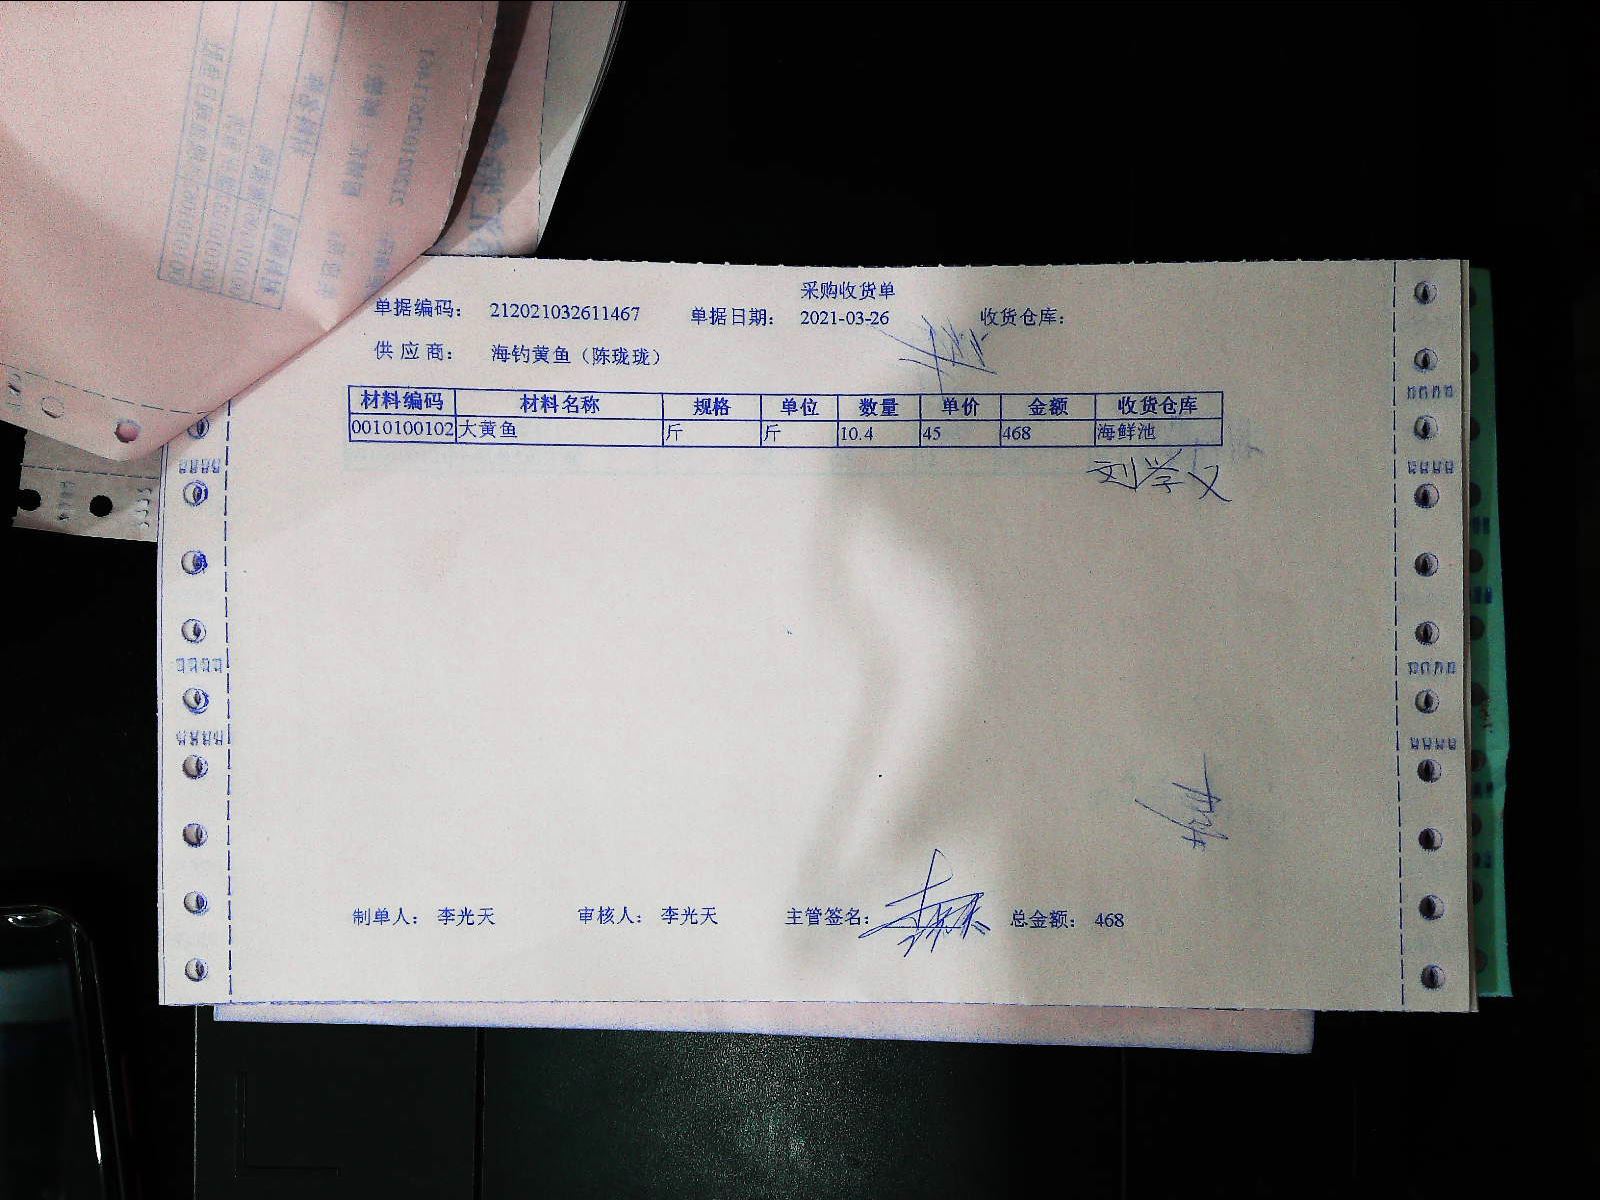 采购收货单
单据编码: 212021032611467 单据日期: 2021-03-26 收货仓库:
供应商: 海钓黄鱼（陈珑珑）
材料编码 材料名称 规格 单位 数量 单价 金额 收货仓库
0010100102 大黄鱼 斤 斤 10.4 45 468 海鲜池
刘学义
制单人: 李光天 审核人: 李光天 主管签名: 总金额: 468